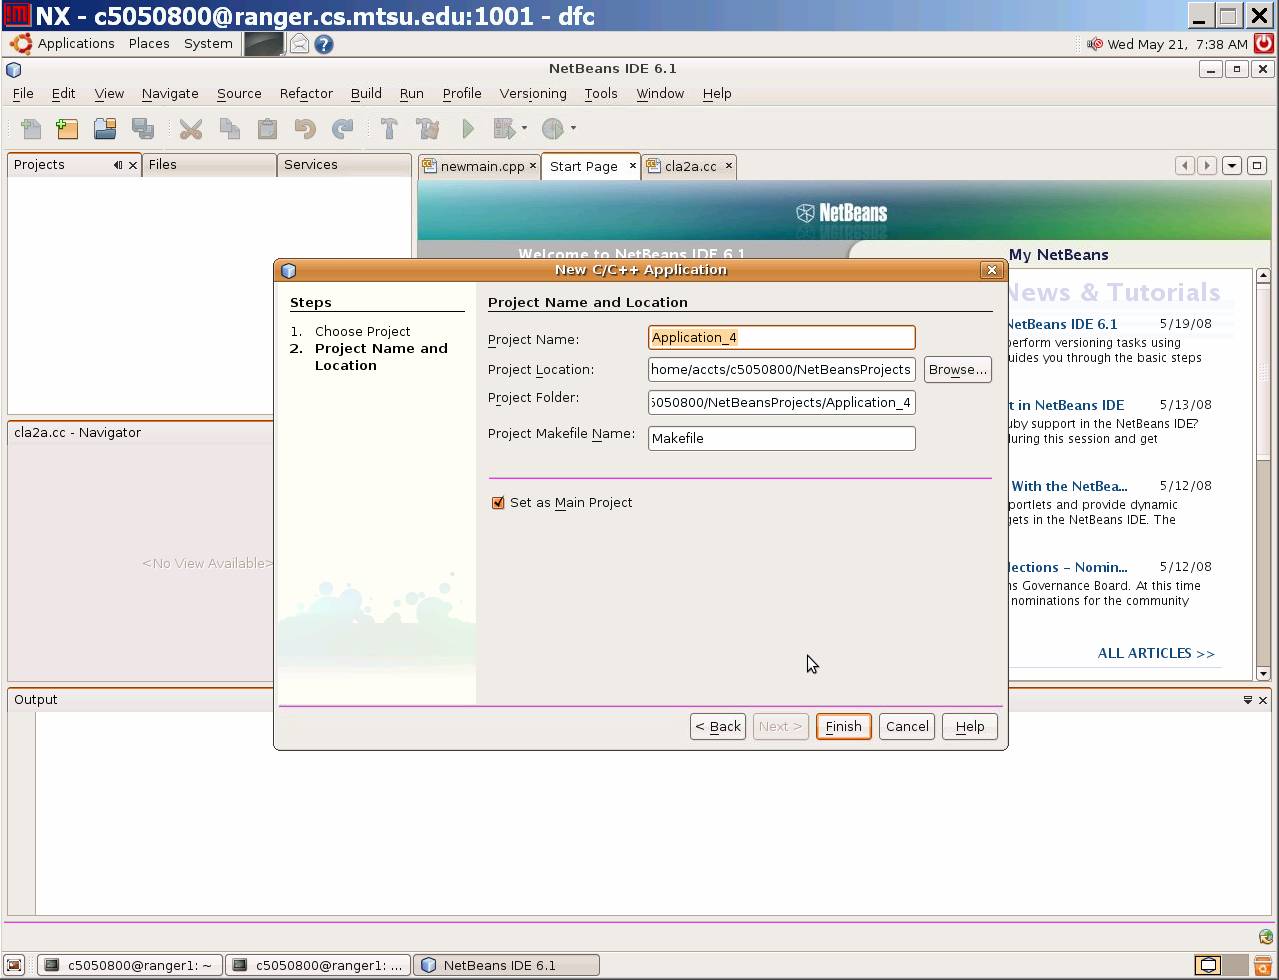 NX - c5050800@ranger.cs.mtsu.edu:1001 - dfc
Applications Places System
Wed May 21, 7:38 AM
NetBeans IDE 6.1
File Edit View Navigate Source Refactor Build Run Profile Versioning Tools Window Help
Projects Files Services
newmain.cpp Start Page cla2a.cc
NetBeans
Welcome to NetBeans IDE 6.1
My NetBeans
News & Tutorials
NetBeans IDE 6.1 5/19/08
perform versioning tasks using
guides you through the basic steps
t in NetBeans IDE 5/13/08
uby support in the NetBeans IDE?
during this session and get
With the NetBea... 5/12/08
portlets and provide dynamic
gets in the NetBeans IDE. The
lections – Nomin... 5/12/08
ns Governance Board. At this time
nominations for the community
ALL ARTICLES >>
cla2a.cc - Navigator
<No View Available>
New C/C++ Application
Steps
1. Choose Project
2. Project Name and
Location
Project Name and Location
Project Name: Application_4
Project Location: home/accts/c5050800/NetBeansProjects Browse...
Project Folder: 5050800/NetBeansProjects/Application_4
Project Makefile Name: Makefile
Set as Main Project
< Back Next > Finish Cancel Help
Output
c5050800@ranger1: ~ c5050800@ranger1: ... NetBeans IDE 6.1